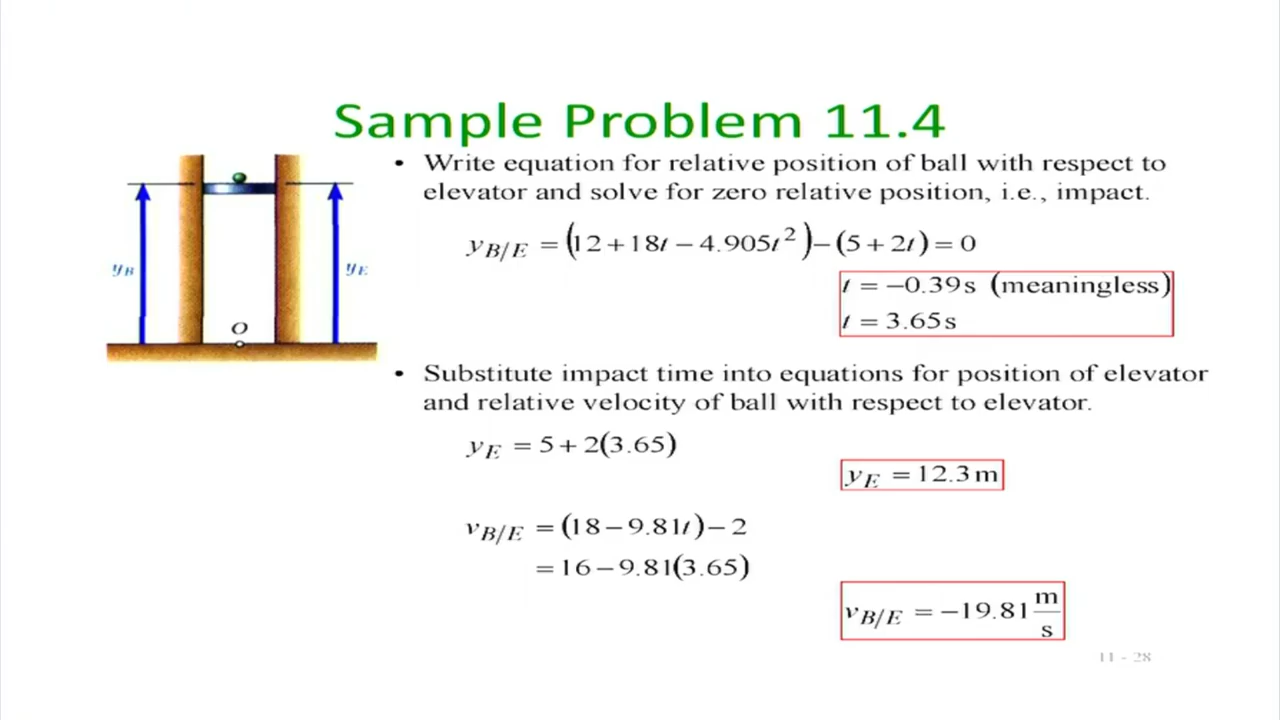 Sample Problem 11.4
• Write equation for relative position of ball with respect to
elevator and solve for zero relative position, i.e., impact.
y_{B/E} = (12 + 18t − 4.905t²) − (5 + 2t) = 0
t = −0.39 s (meaningless)
t = 3.65 s
y_B
y_E
O
• Substitute impact time into equations for position of elevator
and relative velocity of ball with respect to elevator.
y_E = 5 + 2(3.65)
y_E = 12.3 m
v_{B/E} = (18 − 9.81t) − 2
= 16 − 9.81(3.65)
v_{B/E} = −19.81 m/s
11 - 28